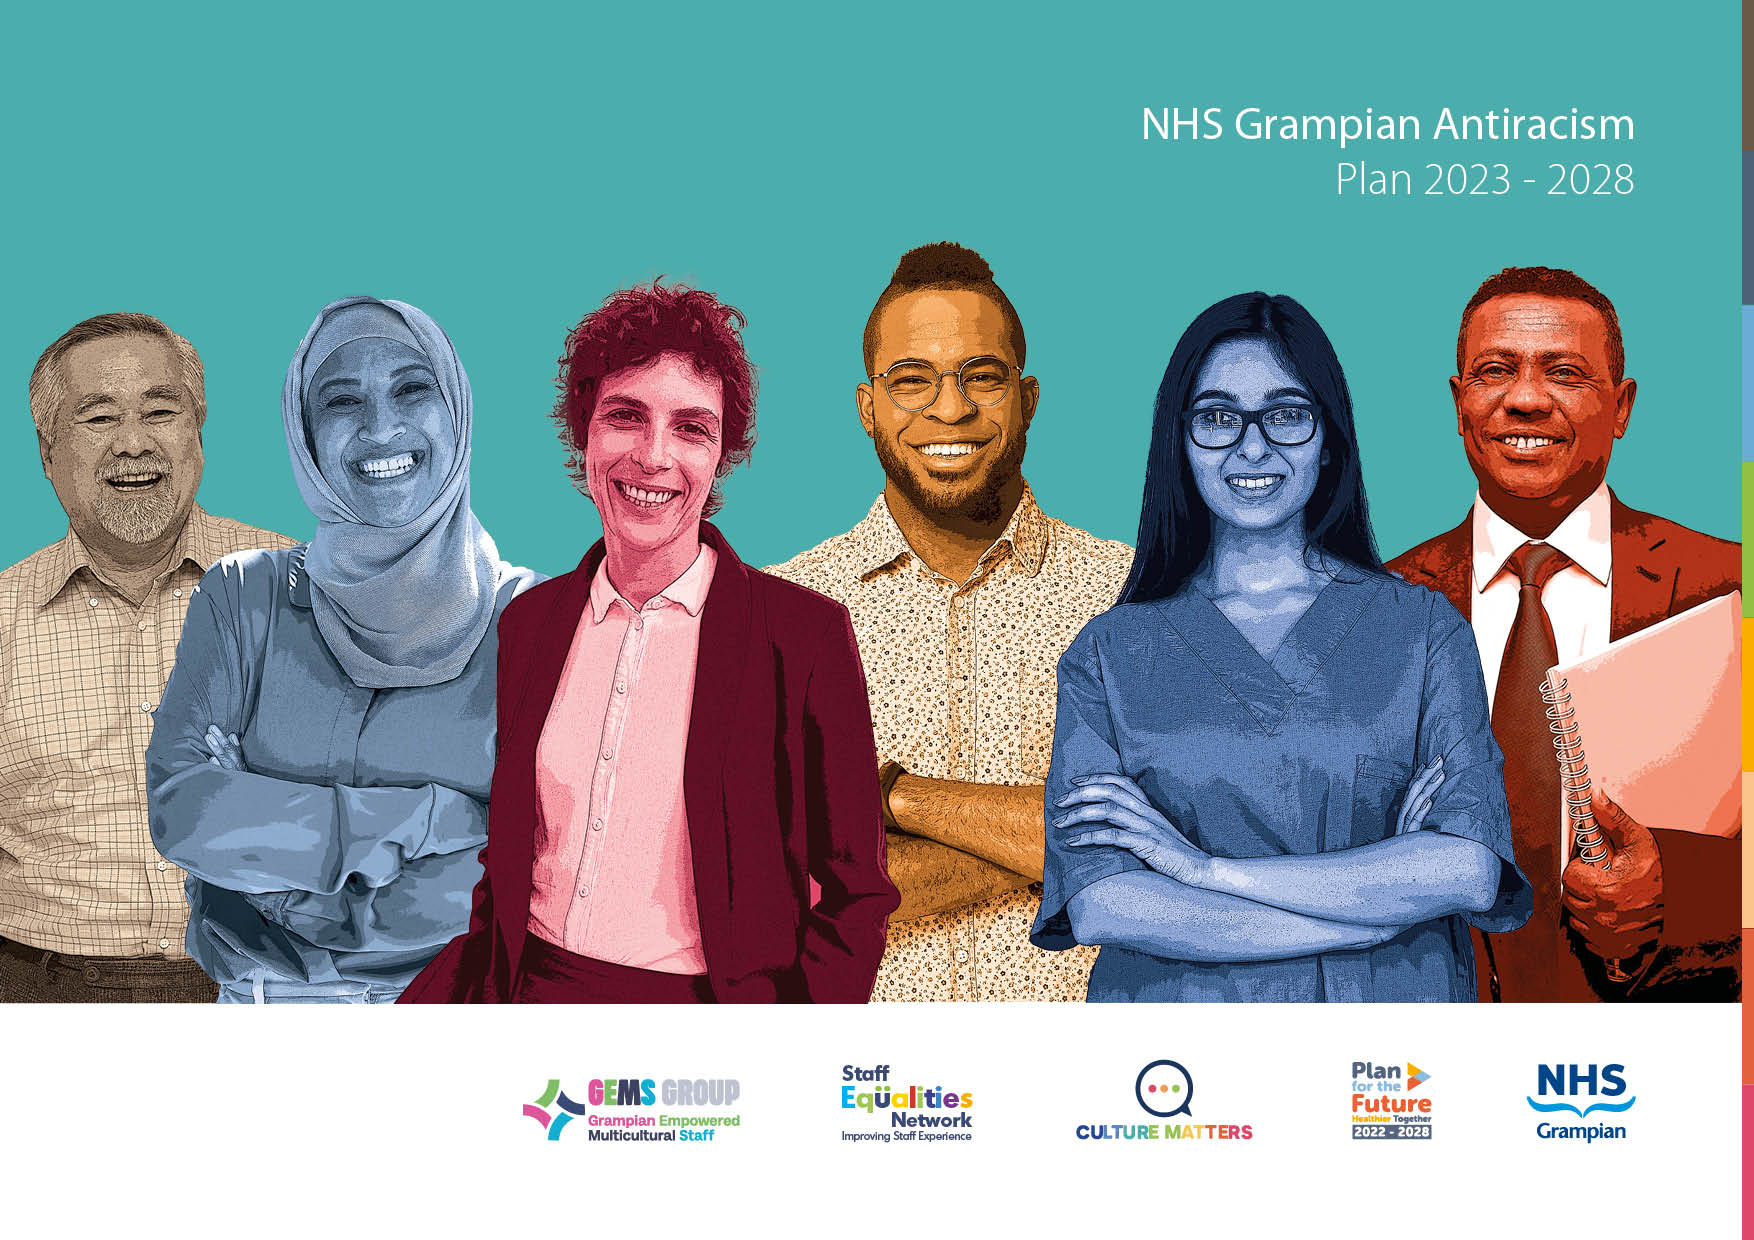 NHS Grampian Antiracism
Plan 2023 - 2028
GEMS GROUP
Grampian Empowered
Multicultural Staff
Staff
Eqüalities
Network
Improving Staff Experience
CULTURE MATTERS
Plan
for the
Future
Healthier Together
2022 - 2028
NHS
Grampian